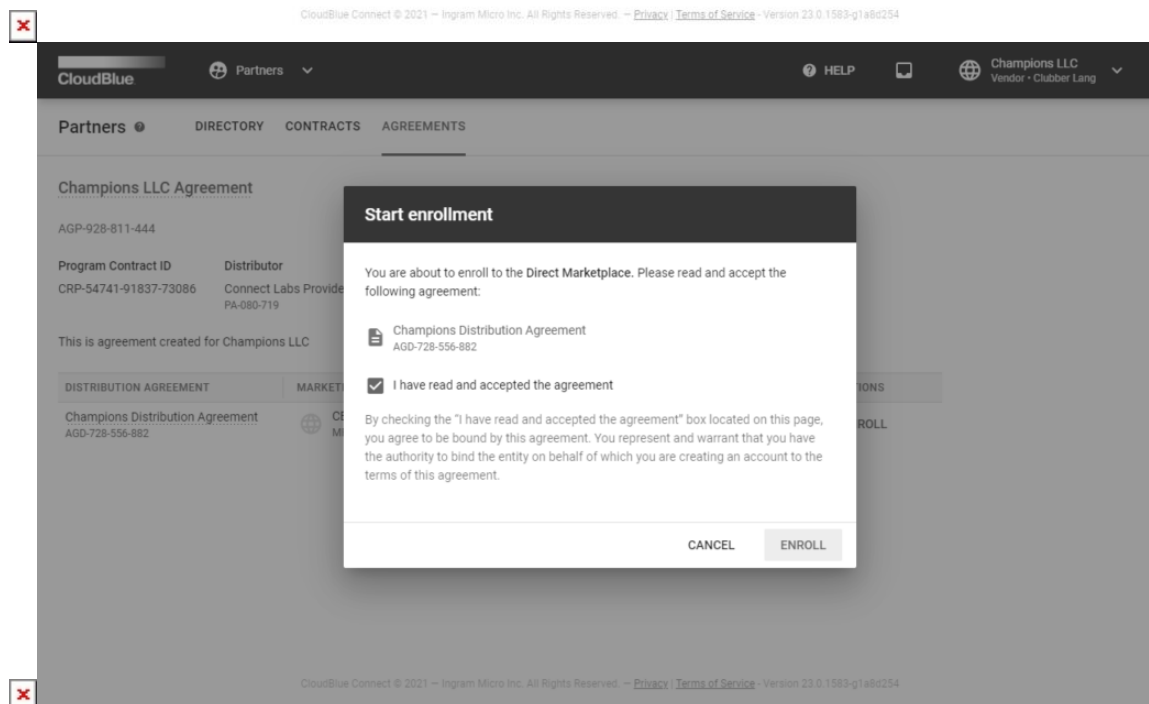 CloudBlue Connect © 2021 — Ingram Micro Inc. All Rights Reserved. — Privacy | Terms of Service - Version 23.0.1583-g1a8d254
CloudBlue
Partners
HELP
Champions LLC
Vendor • Clubber Lang
Partners
DIRECTORY
CONTRACTS
AGREEMENTS
Champions LLC Agreement
AGP-928-811-444
Program Contract ID
Distributor
CRP-54741-91837-73086
Connect Labs Provide
PA-080-719
This is agreement created for Champions LLC
DISTRIBUTION AGREEMENT
MARKET
IONS
Champions Distribution Agreement
AGD-728-556-882
ROLL
Start enrollment
You are about to enroll to the Direct Marketplace. Please read and accept the
following agreement:
Champions Distribution Agreement
AGD-728-556-882
I have read and accepted the agreement
By checking the "I have read and accepted the agreement" box located on this page,
you agree to be bound by this agreement. You represent and warrant that you have
the authority to bind the entity on behalf of which you are creating an account to the
terms of this agreement.
CANCEL
ENROLL
CloudBlue Connect © 2021 — Ingram Micro Inc. All Rights Reserved. — Privacy | Terms of Service - Version 23.0.1583-g1a8d254